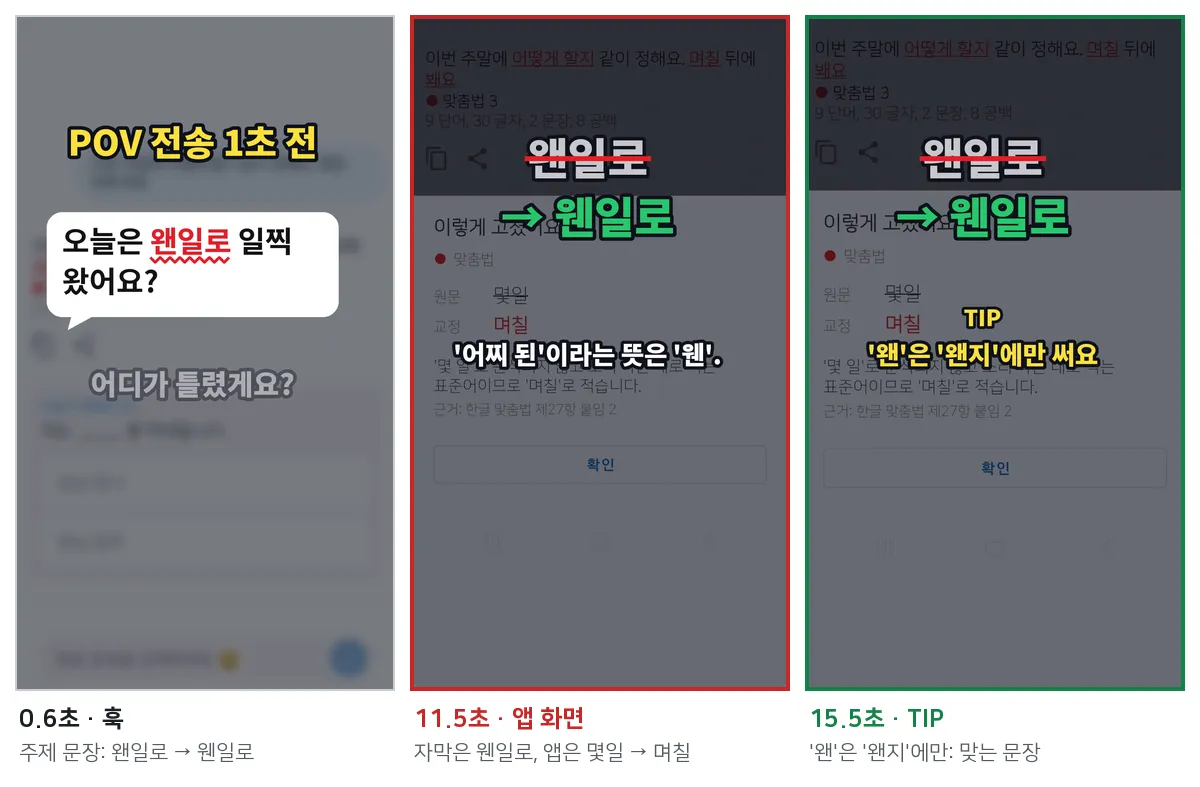 POV 전송 1초 전
오늘은 왠일로 일찍
왔어요?
어디가 틀렸게요?
0.6초 · 훅
주제 문장: 왠일로 → 웬일로
이번 주말에 어떻게 할지 같이 정해요. 며칠 뒤에
봬요
맞춤법 3
9 단어, 30 글자, 2 문장, 8 공백
왠일로
→ 웬일로
이렇게 고쳤어요
맞춤법
원문 몇일
교정 며칠
'어찌 된'이라는 뜻은 '웬'.
표준어이므로 '며칠'로 적습니다.
근거: 한글 맞춤법 제27항 붙임 2
확인
11.5초 · 앱 화면
자막은 웬일로, 앱은 몇일 → 며칠
이번 주말에 어떻게 할지 같이 정해요. 며칠 뒤에
봬요
맞춤법 3
9 단어, 30 글자, 2 문장, 8 공백
왠일로
→ 웬일로
이렇게 고쳤어요
맞춤법
원문 몇일
교정 며칠
TIP
'왠'은 '왠지'에만 써요
표준어이므로 '며칠'로 적습니다.
근거: 한글 맞춤법 제27항 붙임 2
확인
15.5초 · TIP
'왠'은 '왠지'에만: 맞는 문장